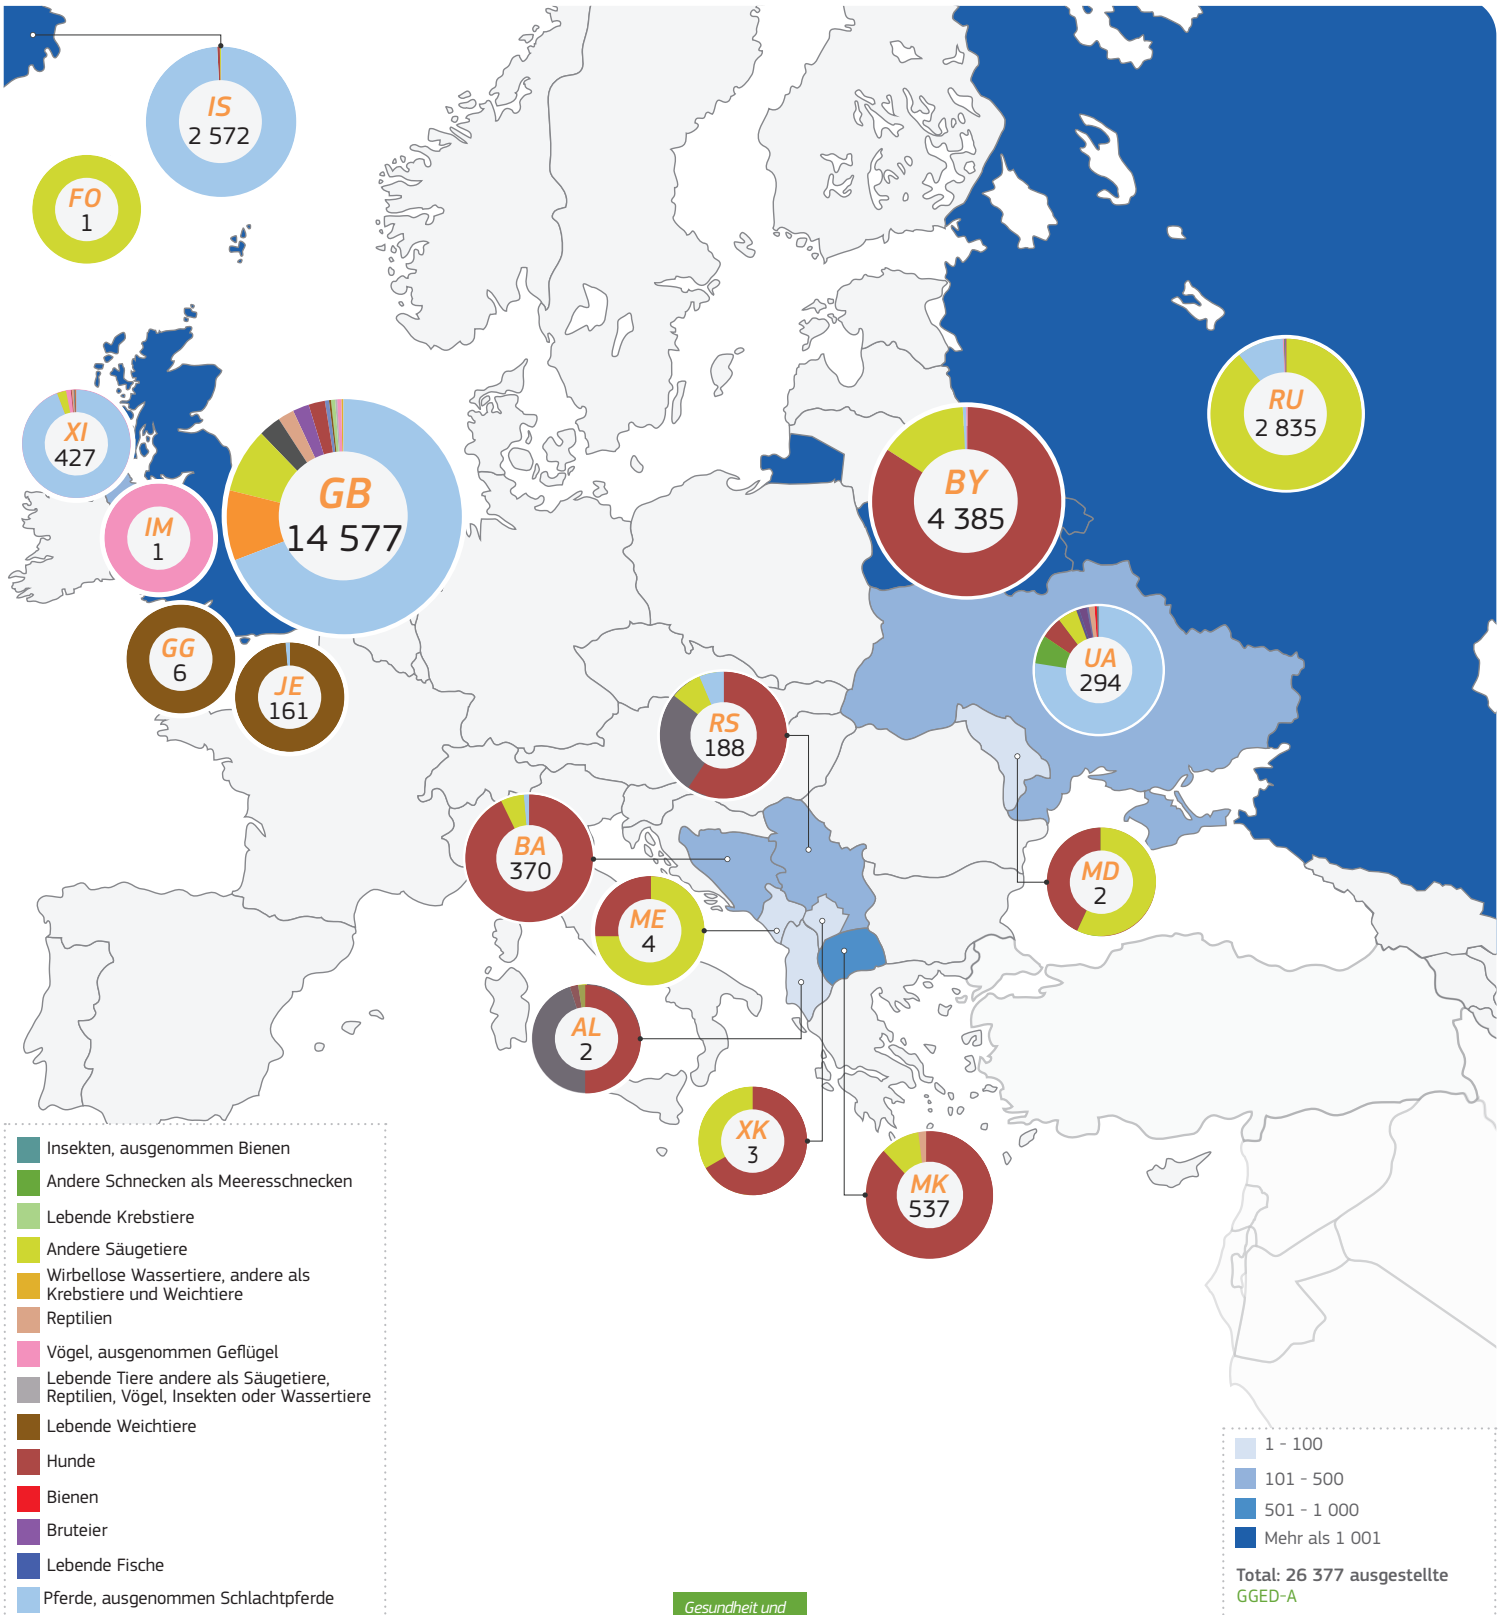 IS
2 572
FO
1
RU
2 835
XI
427
GB
14 577
BY
4 385
IM
1
GG
6
JE
161
UA
294
RS
188
BA
370
MD
2
ME
4
AL
2
XK
3
MK
537
Insekten, ausgenommen Bienen
Andere Schnecken als Meeresschnecken
Lebende Krebstiere
Andere Säugetiere
Wirbellose Wassertiere, andere als
Krebstiere und Weichtiere
Reptilien
Vögel, ausgenommen Geflügel
Lebende Tiere andere als Säugetiere,
Reptilien, Vögel, Insekten oder Wassertiere
Lebende Weichtiere
Hunde
Bienen
Bruteier
Lebende Fische
Pferde, ausgenommen Schlachtpferde
1 - 100
101 - 500
501 - 1 000
Mehr als 1 001
Total: 26 377 ausgestellte
GGED-A
Gesundheit und